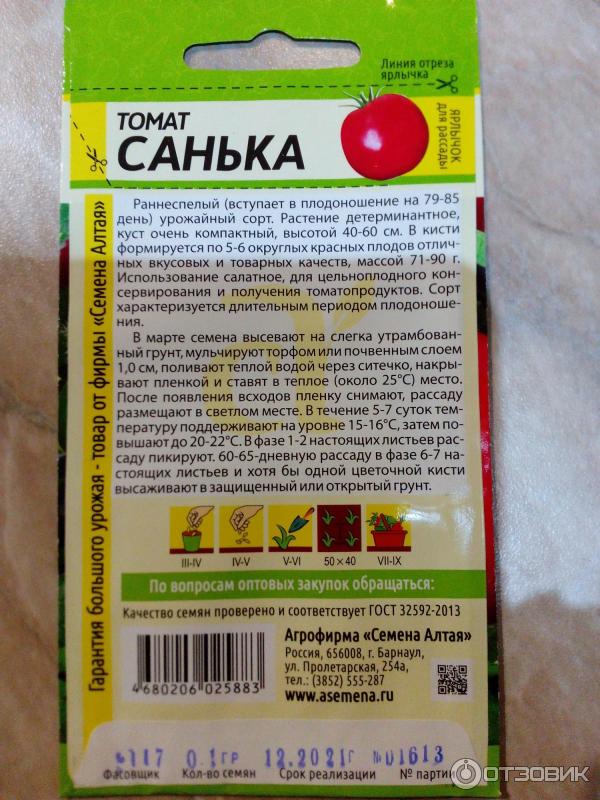 Линия отреза
ярлычка
ТОМАТ
САНЬКА
ЯРЛЫЧОК
для рассады
Гарантия большого урожая - товар от фирмы «Семена Алтая»
Раннеспелый (вступает в плодоношение на 79-85
день) урожайный сорт. Растение детерминантное,
куст очень компактный, высотой 40-60 см. В кисти
формируется по 5-6 округлых красных плодов отлич-
ных вкусовых и товарных качеств, массой 71-90 г.
Использование салатное, для цельноплодного кон-
сервирования и получения томатопродуктов. Сорт
характеризуется длительным периодом плодоноше-
ния.
В марте семена высевают на слегка утрамбован-
ный грунт, мульчируют торфом или почвенным слоем
1,0 см, поливают теплой водой через ситечко, накры-
вают пленкой и ставят в теплое (около 25°С) место.
После появления всходов пленку снимают, рассаду
размещают в светлом месте. В течение 5-7 суток тем-
пературу поддерживают на уровне 15-16°С, затем по-
вышают до 20-22°С. В фазе 1-2 настоящих листьев рас-
саду пикируют. 60-65-дневную рассаду в фазе 6-7 на-
стоящих листьев и хотя бы одной цветочной кисти
высаживают в защищенный или открытый грунт.
III-IV IV-V V-VI 50×40 VII-IX
По вопросам оптовых закупок обращаться:
Качество семян проверено и соответствует ГОСТ 32592-2013
Агрофирма «Семена Алтая»
Россия, 656008, г. Барнаул,
ул. Пролетарская, 254а,
тел.: (3852) 555-287
www.asemena.ru
4680206 025883
117 0.1гр 12.2021г №01613
Фасовщик Кол-во семян Срок реализации № партии
ОТЗОВИК